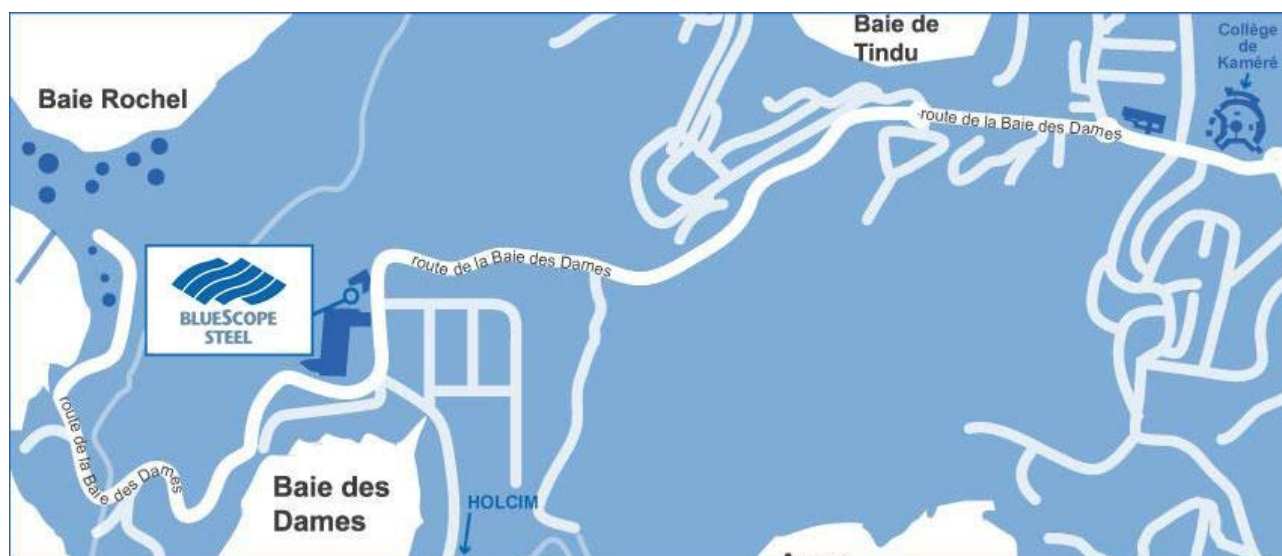 Baie de
Tindu
Collège
de
Kaméré
Baie Rochel
route de la Baie des Dames
route de la Baie des Dames
BLUESCOPE
STEEL
route de la Baie des Dames
Baie des
Dames
HOLCIM